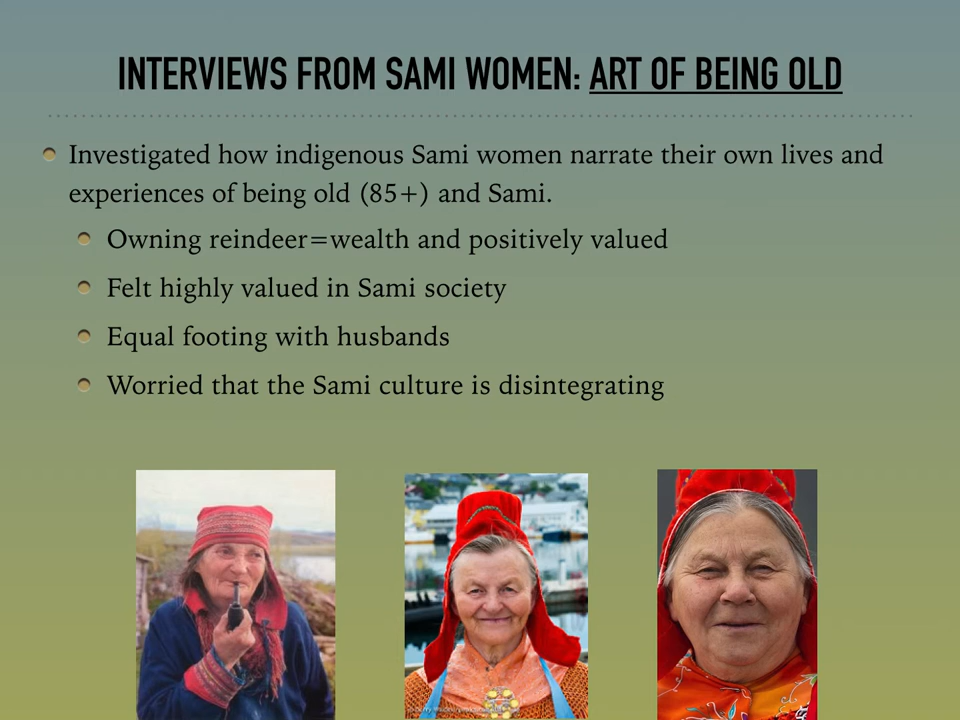 INTERVIEWS FROM SAMI WOMEN: ART OF BEING OLD
Investigated how indigenous Sami women narrate their own lives and
experiences of being old (85+) and Sami.
Owning reindeer=wealth and positively valued
Felt highly valued in Sami society
Equal footing with husbands
Worried that the Sami culture is disintegrating